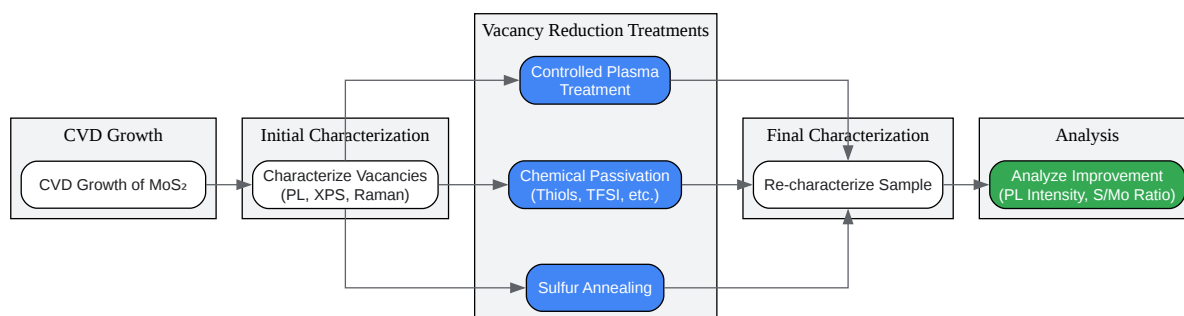 CVD Growth
CVD Growth of MoS₂
Initial Characterization
Characterize Vacancies
(PL, XPS, Raman)
Vacancy Reduction Treatments
Controlled Plasma
Treatment
Chemical Passivation
(Thiols, TFSI, etc.)
Sulfur Annealing
Final Characterization
Re-characterize Sample
Analysis
Analyze Improvement
(PL Intensity, S/Mo Ratio)